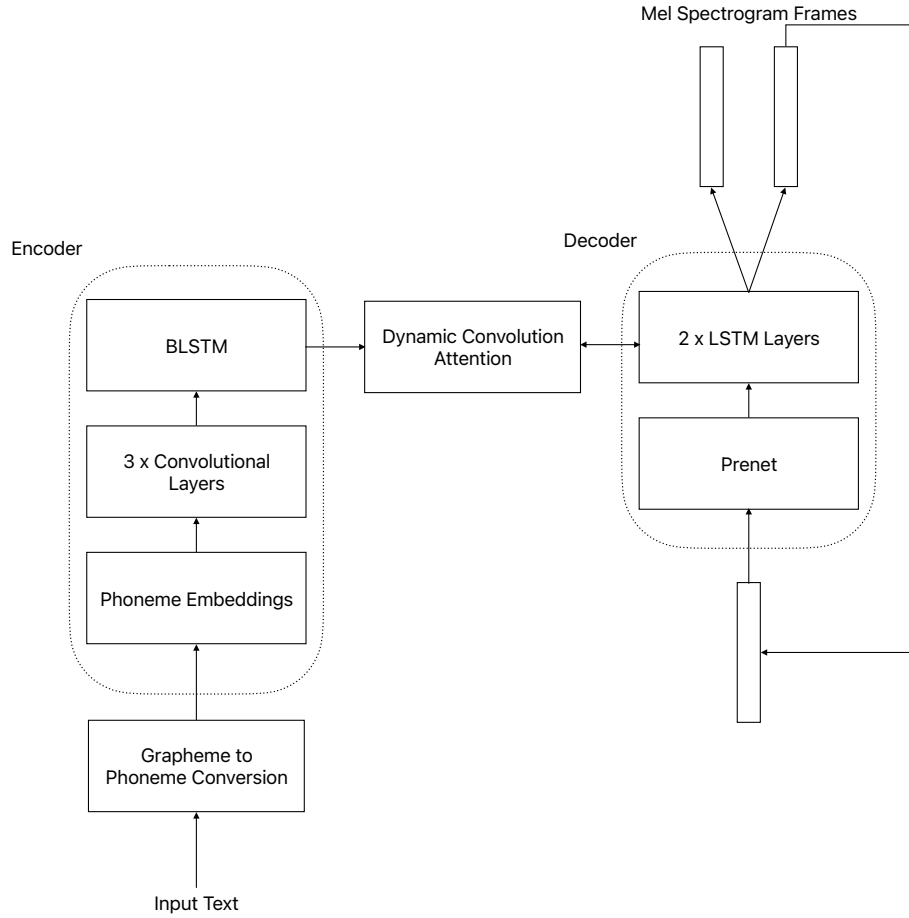 Mel Spectrogram Frames
Encoder
Decoder
BLSTM
Dynamic Convolution
Attention
2 x LSTM Layers
3 x Convolutional
Layers
Prenet
Phoneme Embeddings
Grapheme to
Phoneme Conversion
Input Text